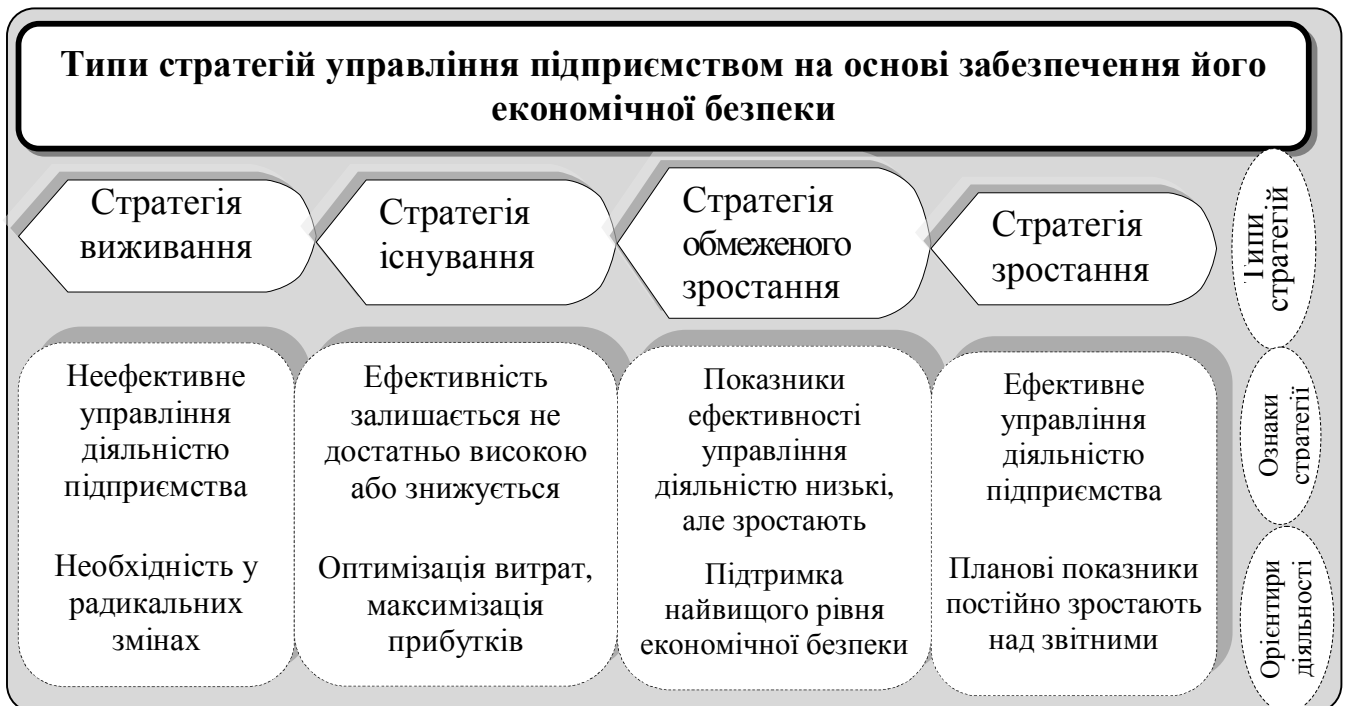 Типи стратегій управління підприємством на основі забезпечення його
економічної безпеки
Стратегія
виживання
Стратегія
існування
Стратегія
обмеженого
зростання
Стратегія
зростання
Типи
стратегій
Неефективне
управління
діяльністю
підприємства
Ефективність
залишається не
достатньо високою
або знижується
Показники
ефективності
управління
діяльністю низькі,
але зростають
Ефективне
управління
діяльністю
підприємства
Ознаки
стратегії
Необхідність у
радикальних
змінах
Оптимізація витрат,
максимізація
прибутків
Підтримка
найвищого рівня
економічної безпеки
Планові показники
постійно зростають
над звітними
Орієнтири
діяльності